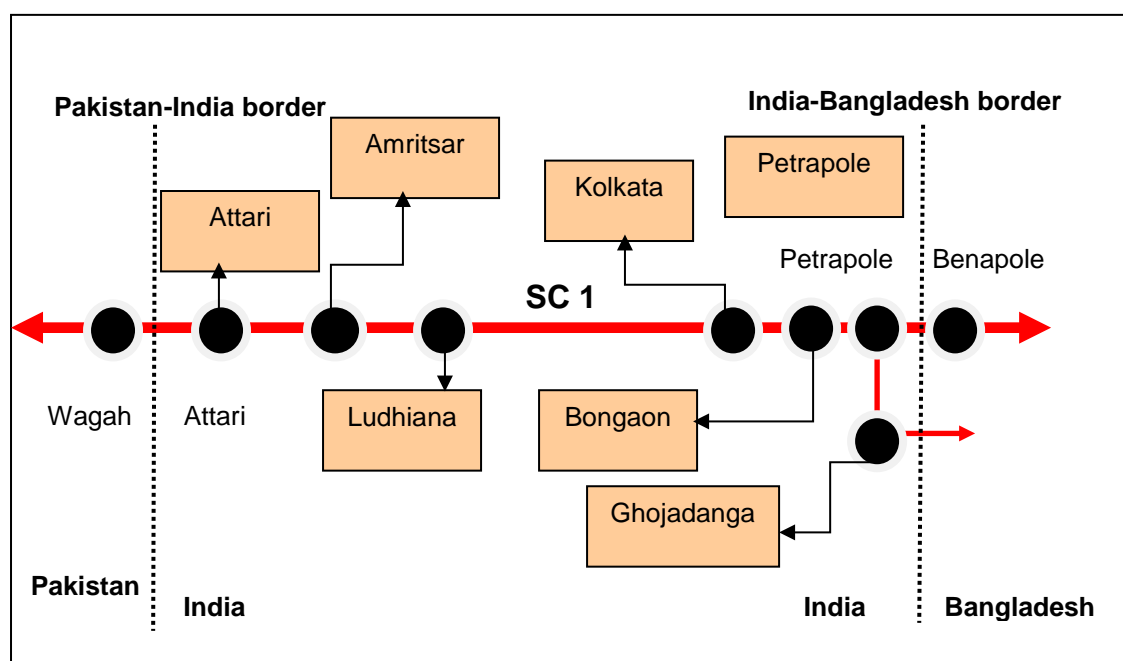 Pakistan-India border
India-Bangladesh border
Amritsar
Petrapole
Kolkata
Attari
Petrapole
Benapole
SC 1
Wagah
Attari
Ludhiana
Bongaon
Ghojadanga
Pakistan
India
India
Bangladesh